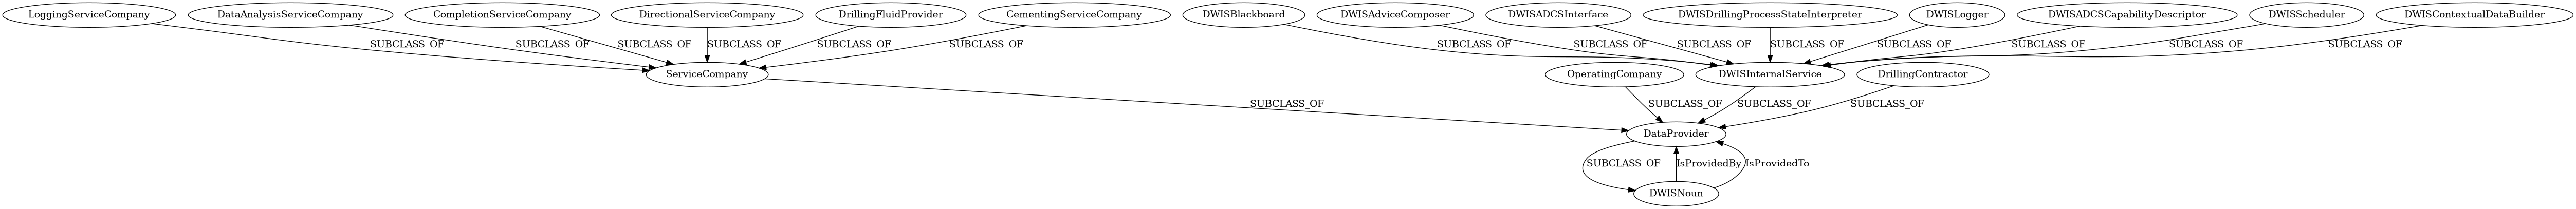 LoggingServiceCompany
DataAnalysisServiceCompany
CompletionServiceCompany
DirectionalServiceCompany
DrillingFluidProvider
CementingServiceCompany
DWISBlackboard
DWISAdviceComposer
DWISADCSInterface
DWISDrillingProcessStateInterpreter
DWISLogger
DWISADCSCapabilityDescriptor
DWISScheduler
DWISContextualDataBuilder
SUBCLASS_OF
SUBCLASS_OF
SUBCLASS_OF
SUBCLASS_OF
SUBCLASS_OF
SUBCLASS_OF
SUBCLASS_OF
SUBCLASS_OF
SUBCLASS_OF
SUBCLASS_OF
SUBCLASS_OF
SUBCLASS_OF
SUBCLASS_OF
SUBCLASS_OF
ServiceCompany
OperatingCompany
DWISInternalService
DrillingContractor
SUBCLASS_OF
SUBCLASS_OF
SUBCLASS_OF
SUBCLASS_OF
DataProvider
SUBCLASS_OF
IsProvidedBy
IsProvidedTo
DWISNoun